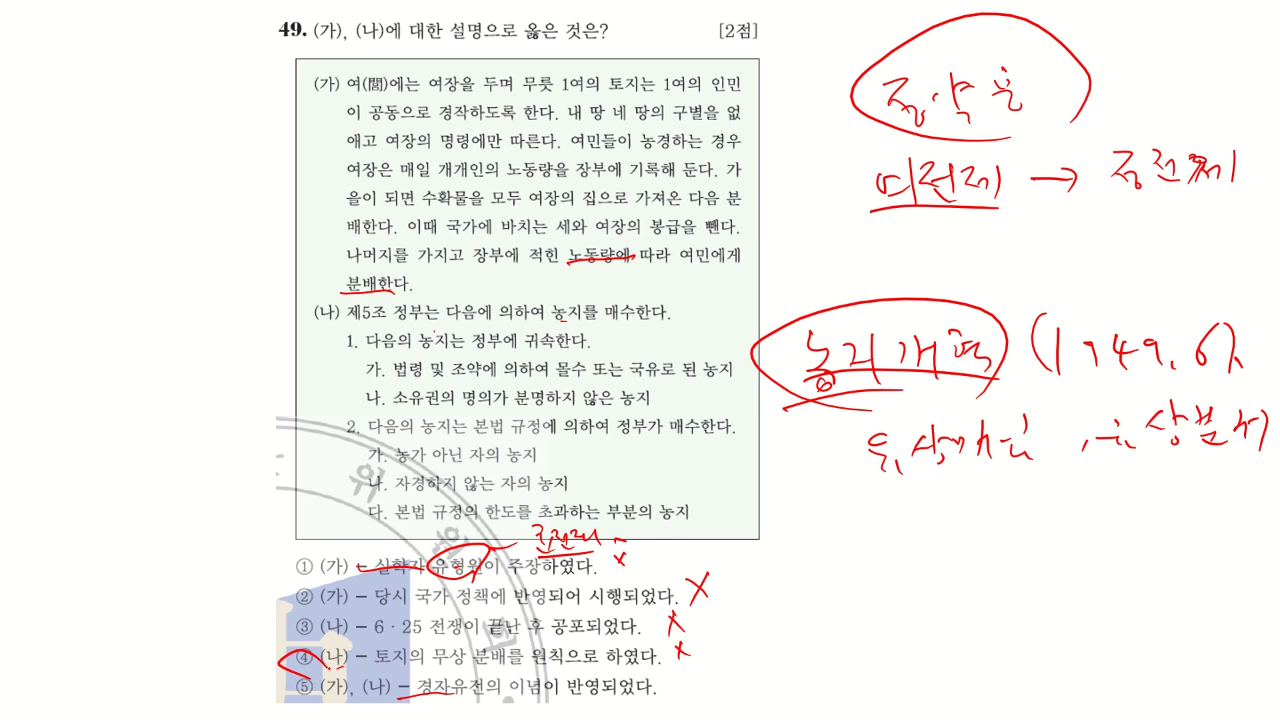 49. (가), (나)에 대한 설명으로 옳은 것은? [2점]
(가) 여(閭)에는 여장을 두며 무릇 1여의 토지는 1여의 인민
이 공동으로 경작하도록 한다. 내 땅 네 땅의 구별을 없
애고 여장의 명령에만 따른다. 여민들이 농경하는 경우
여장은 매일 개개인의 노동량을 장부에 기록해 둔다. 가
을이 되면 수확물을 모두 여장의 집으로 가져온 다음 분
배한다. 이때 국가에 바치는 세와 여장의 봉급을 뺀다.
나머지를 가지고 장부에 적힌 노동량에 따라 여민에게
분배한다.
(나) 제5조 정부는 다음에 의하여 농지를 매수한다.
1. 다음의 농지는 정부에 귀속한다.
가. 법령 및 조약에 의하여 몰수 또는 국유로 된 농지
나. 소유권의 명의가 분명하지 않은 농지
2. 다음의 농지는 본법 규정에 의하여 정부가 매수한다.
가. 농가 아닌 자의 농지
나. 자경하지 않는 자의 농지
다. 본법 규정의 한도를 초과하는 부분의 농지
① (가) - 실학자 유형원이 주장하였다.
② (가) - 당시 국가 정책에 반영되어 시행되었다.
③ (나) - 6·25 전쟁이 끝난 후 공포되었다.
④ (나) - 토지의 무상 분배를 원칙으로 하였다.
⑤ (가), (나) - 경자유전의 이념이 반영되었다.
정약용
여전제 → 정전제
농지개혁 (1949. 6).
유상매입, 유상분배
균전제